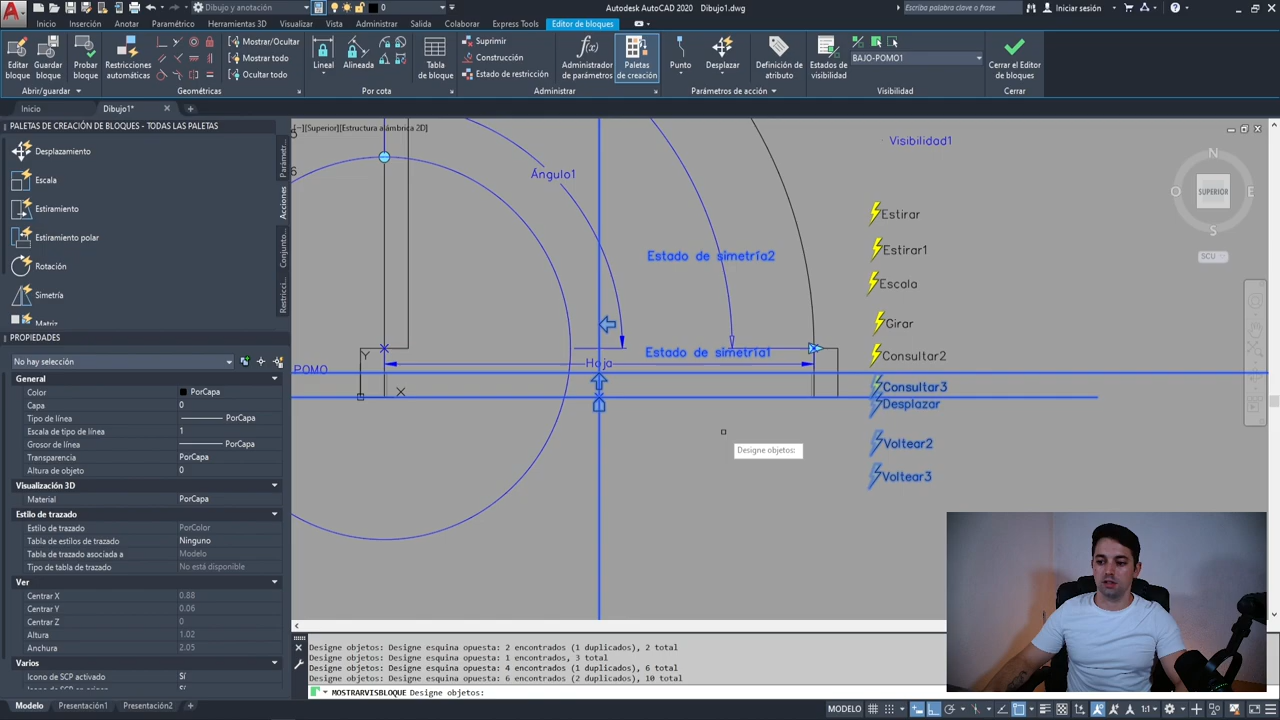 Dibujo y anotación
0
Autodesk AutoCAD 2020 Dibujo1.dwg
Escriba palabra clave o frase
Iniciar sesión
Inicio Inserción Anotar Paramétrico Herramientas 3D Visualizar Vista Administrar Salida Colaborar Express Tools Editor de bloques
Editar bloque
Guardar bloque
Probar bloque
Restricciones automáticas
Mostrar/Ocultar
Mostrar todo
Ocultar todo
Lineal
Alineada
Tabla de bloque
Suprimir
Construcción
Estado de restricción
Administrador de parámetros
Paletas de creación
Punto
Desplazar
Definición de atributo
Estados de visibilidad
BAJO-POMO1
Cerrar el Editor de bloques
Abrir/guardar
Geométricas
Por cota
Administrar
Parámetros de acción
Visibilidad
Cerrar
Inicio
Dibujo1*
PALETAS DE CREACIÓN DE BLOQUES - TODAS LAS PALETAS
Desplazamiento
Escala
Estiramiento
Estiramiento polar
Rotación
Simetría
Matriz
Parámetr...
Acciones
Conjunto...
Restricci...
[−][Superior][Estructura alámbrica 2D]
Visibilidad1
Ángulo1
Estirar
Estirar1
Estado de simetría2
Escala
Girar
Estado de simetría1
Consultar2
Hoja
POMO
Y
X
Consultar3
Desplazar
Voltear2
Voltear3
Designe objetos:
N
O
SUPERIOR
E
S
SCU
PROPIEDADES
No hay selección
General
Color PorCapa
Capa 0
Tipo de línea PorCapa
Escala de tipo de línea 1
Grosor de línea PorCapa
Transparencia PorCapa
Altura de objeto 0
Visualización 3D
Material PorCapa
Estilo de trazado
Estilo de trazado PorColor
Tabla de estilos de trazado Ninguno
Tabla de trazado asociada a Modelo
Tipo de tabla de trazado No está disponible
Ver
Centrar X 0.88
Centrar Y 0.06
Centrar Z 0
Altura 1.02
Anchura 2.05
Varios
Icono de SCP activado Sí
Designe objetos: Designe esquina opuesta: 2 encontrados (1 duplicados), 2 total
Designe objetos: Designe esquina opuesta: 1 encontrados, 3 total
Designe objetos: Designe esquina opuesta: 4 encontrados (1 duplicados), 6 total
Designe objetos: Designe esquina opuesta: 6 encontrados (2 duplicados), 10 total
MOSTRARVISBLOQUE Designe objetos:
Modelo Presentación1 Presentación2
MODELO
1:1